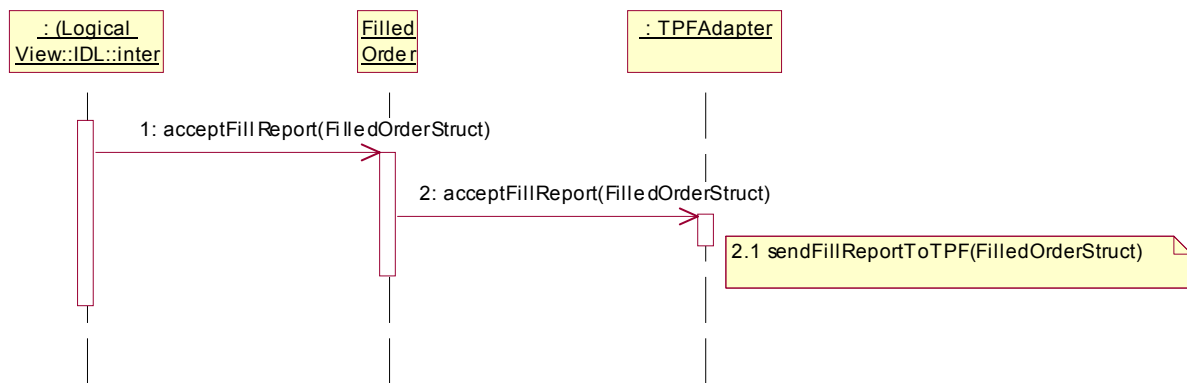 : (Logical
View::IDL::inter
Filled
Order
: TPFAdapter
1: acceptFillReport(FilledOrderStruct)
2: acceptFillReport(FilledOrderStruct)
2.1 sendFillReportToTPF(FilledOrderStruct)